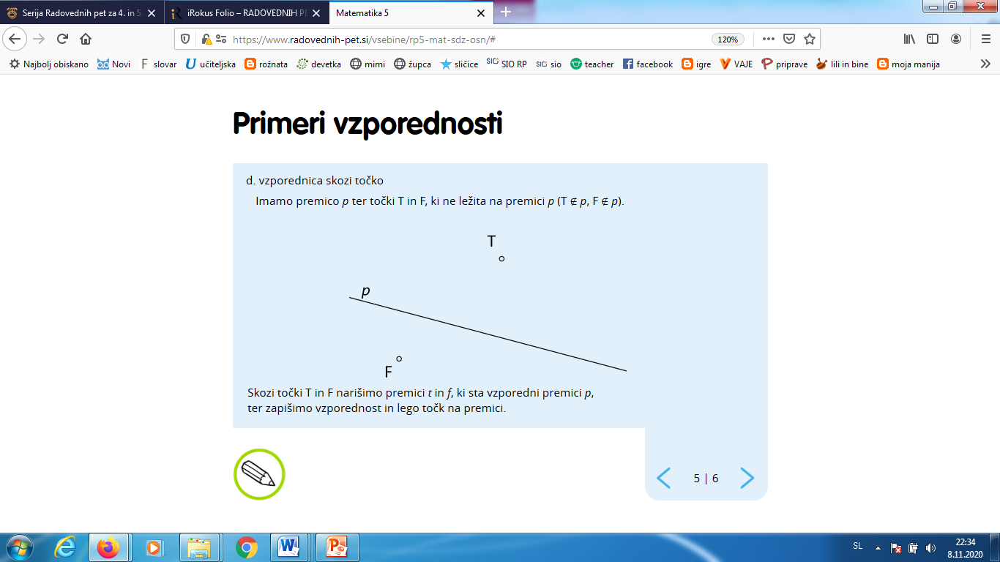 Serija Radovednih pet za 4. in 5
iRokus Folio – RADOVEDNIH PE
Matematika 5
https://www.radovednih-pet.si/vsebine/rp5-mat-sdz-osn/#
120%
Najbolj obiskano
Novi
slovar
učiteljska
rožnata
devetka
mimi
župca
sličice
SIO RP
sio
teacher
facebook
igre
VAJE
priprave
lili in bine
moja manija
Primeri vzporednosti
d. vzporednica skozi točko
Imamo premico p ter točki T in F, ki ne ležita na premici p (T ∉ p, F ∉ p).
T
p
F
Skozi točki T in F narišimo premici t in f, ki sta vzporedni premici p,
ter zapišimo vzporednost in lego točk na premici.
5 | 6
SL
22:34
8.11.2020